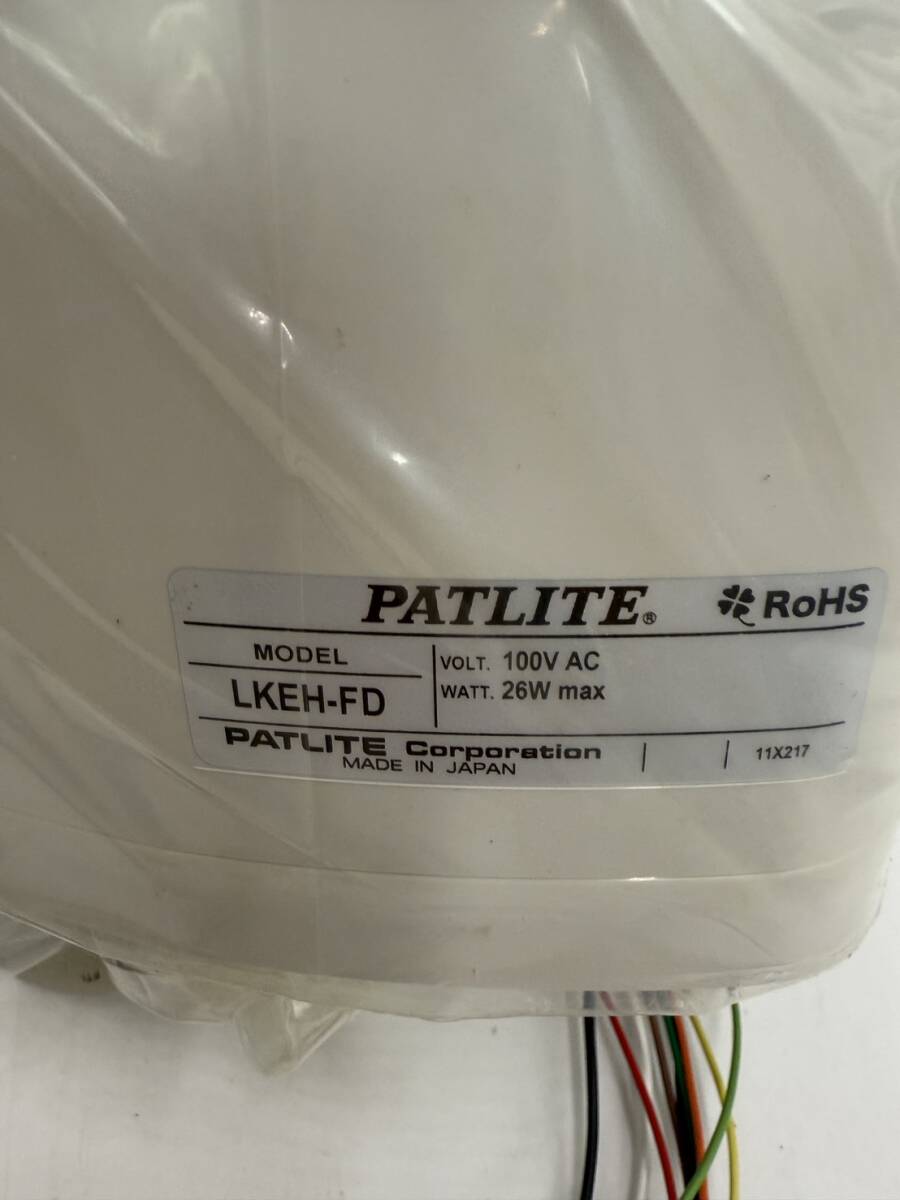 PATLITE® RoHS
MODEL
LKEH-FD
VOLT. 100V AC
WATT. 26W max
PATLITE Corporation
MADE IN JAPAN
11X217